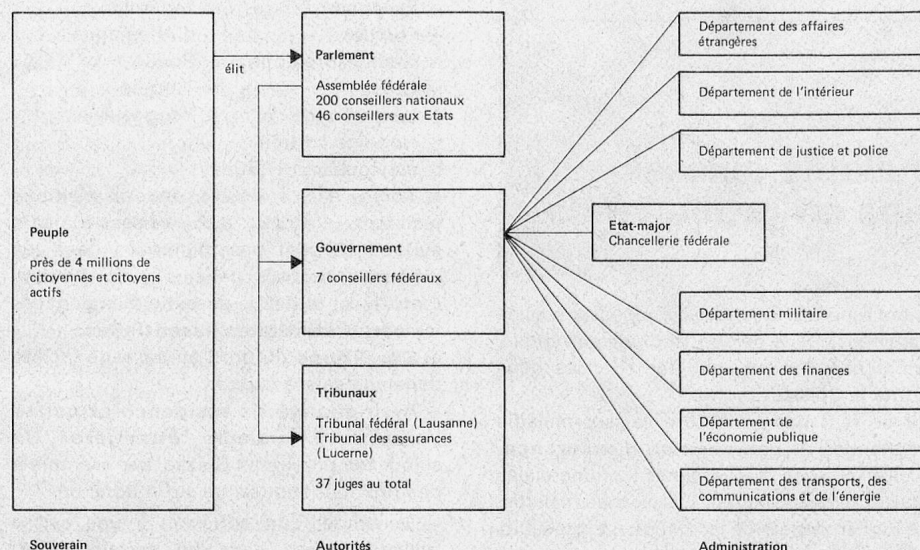 Peuple
près de 4 millions de
citoyennes et citoyens
actifs
Souverain
élit
Parlement
Assemblée fédérale
200 conseillers nationaux
46 conseillers aux Etats
Gouvernement
conseillers fédéraux
Tribunaux
Tribunal fédéral (Lausanne)
Tribunal des assurances
(Lucerne)
37 juges au total
Autorités
Département des affaires
étrangères
Département de l'intérieur
Département de justice et police
Etat-major
Chancellerie fédérale
Département militaire
Département des finances
Département de
l'économie publique
Département des transports, des
communications et de l'énergie
Administration